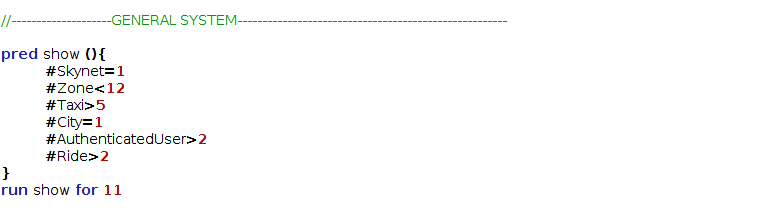 //--------------------GENERAL SYSTEM------------------------------------------------------
pred show (){
#Skynet=1
#Zone<12
#Taxi>5
#City=1
#AuthenticatedUser>2
#Ride>2
}
run show for 11